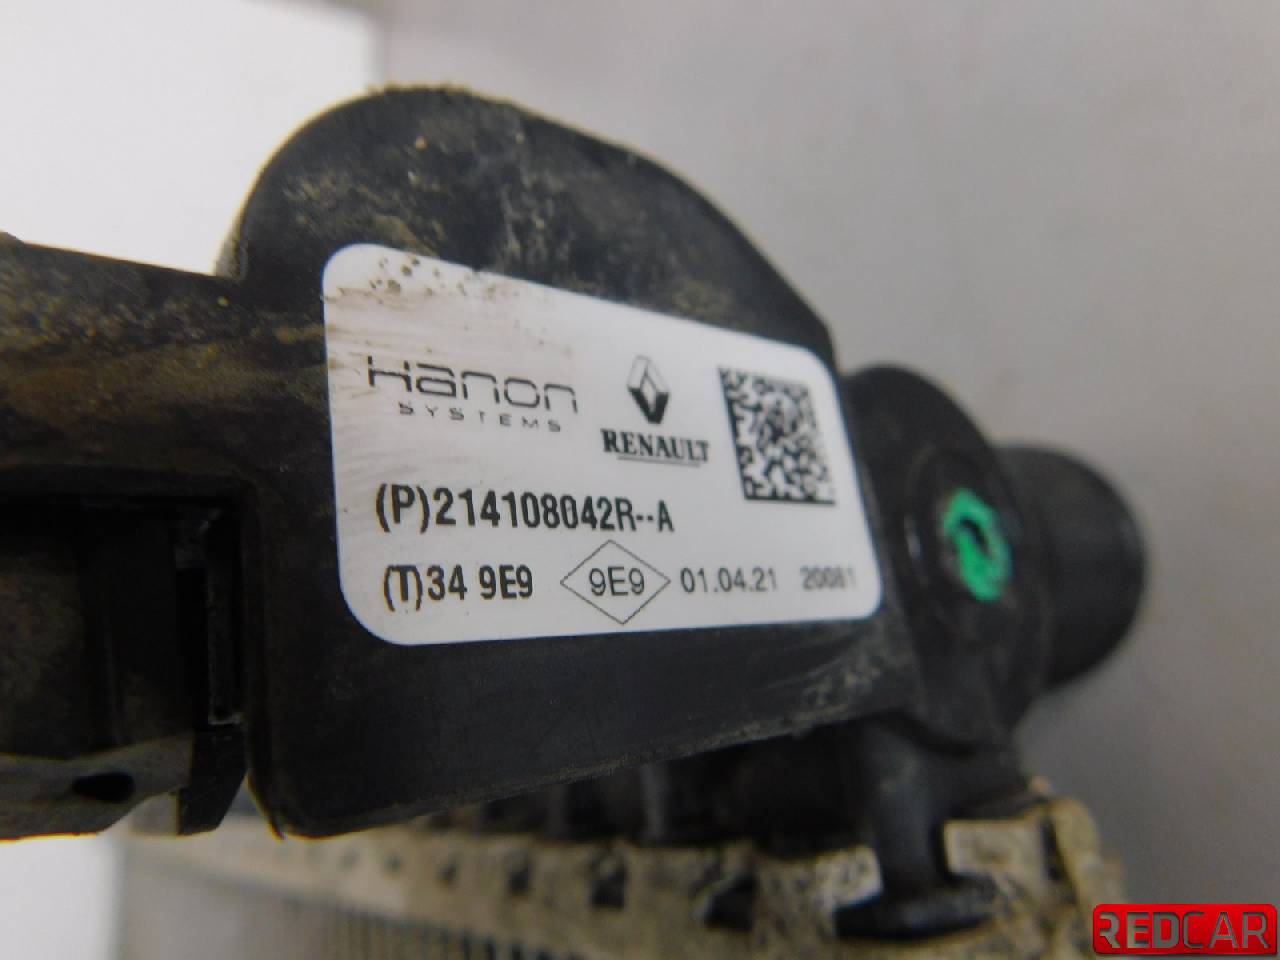 Hanon
SYSTEMS
RENAULT
(P)214108042R--A
(T)34 9E9
9E9
01.04.21 20081
REDCAR